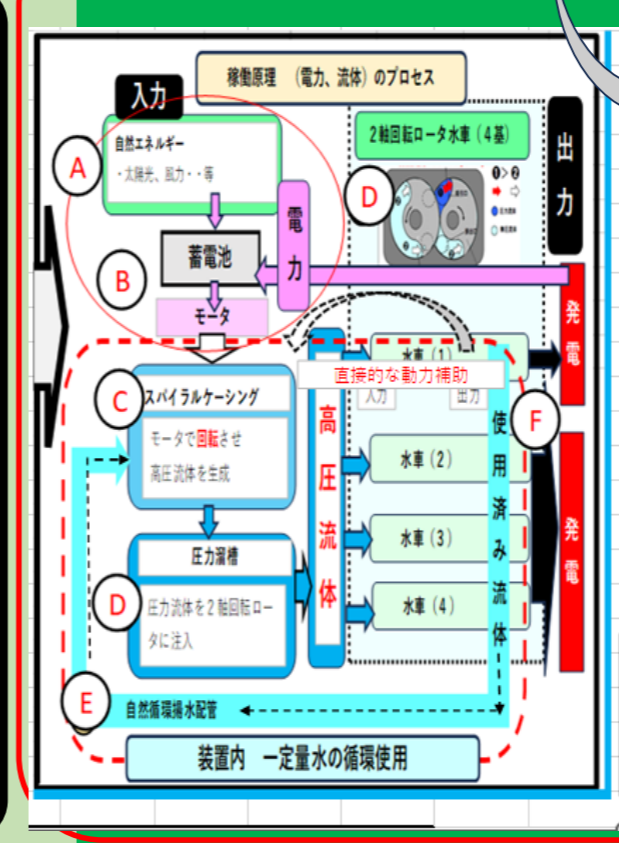 稼働原理 （電力、流体）のプロセス
入力
自然エネルギー
・太陽光、風力・・等
A
B
蓄電池
モータ
電力
2軸回転ロータ水車（4基）
D
❶>❷
出力
発電
C
スパイラルケーシング
モータで回転させ
高圧流体を生成
直接的な動力補助
高圧流体
水車（1）
入力
出力
F
水車（2）
水車（3）
水車（4）
使用済み流体
発電
圧力溜槽
D
圧力流体を2軸回転ロー
タに注入
E
自然循環揚水配管
装置内　一定量水の循環使用